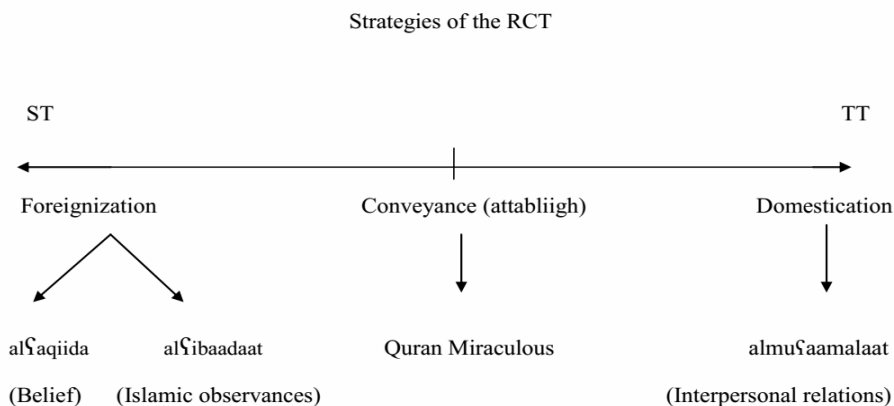 Strategies of the RCT
ST TT
Foreignization Conveyance (attabliigh) Domestication
alʕaqiida alʕibaadaat Quran Miraculous almuʕaamalaat
(Belief) (Islamic observances) (Interpersonal relations)